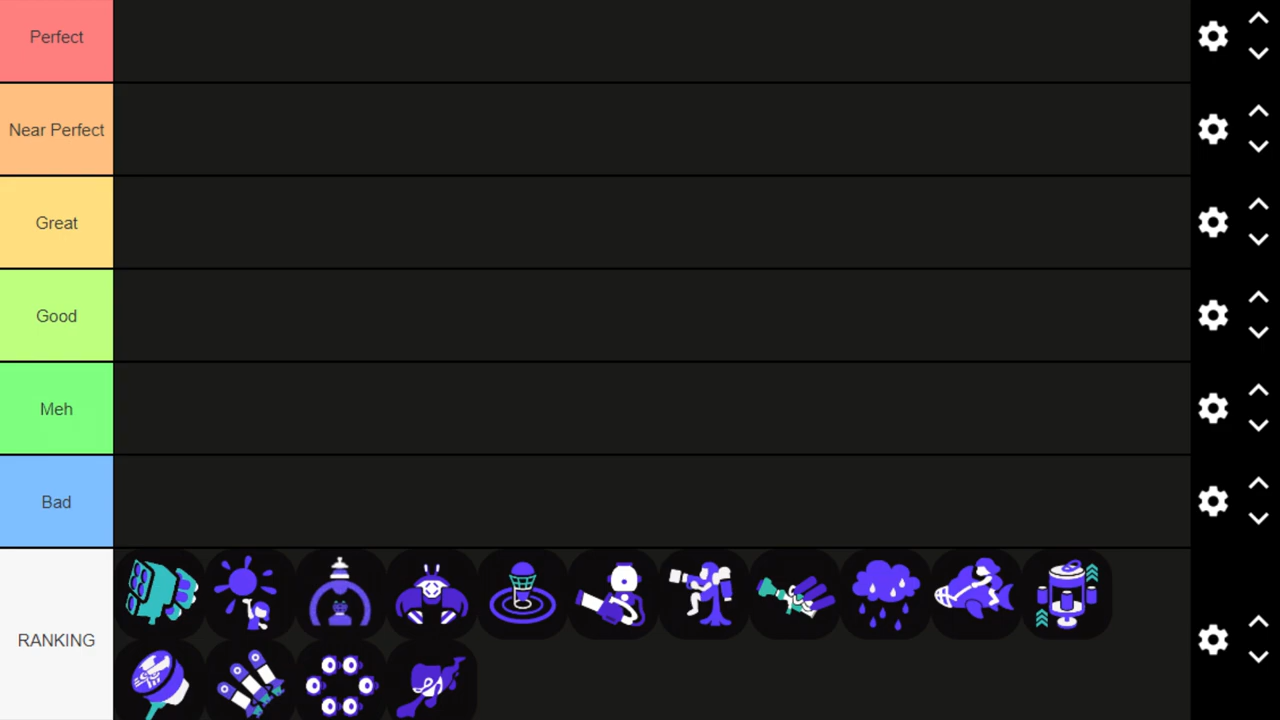 Perfect
Near Perfect
Great
Good
Meh
Bad
RANKING